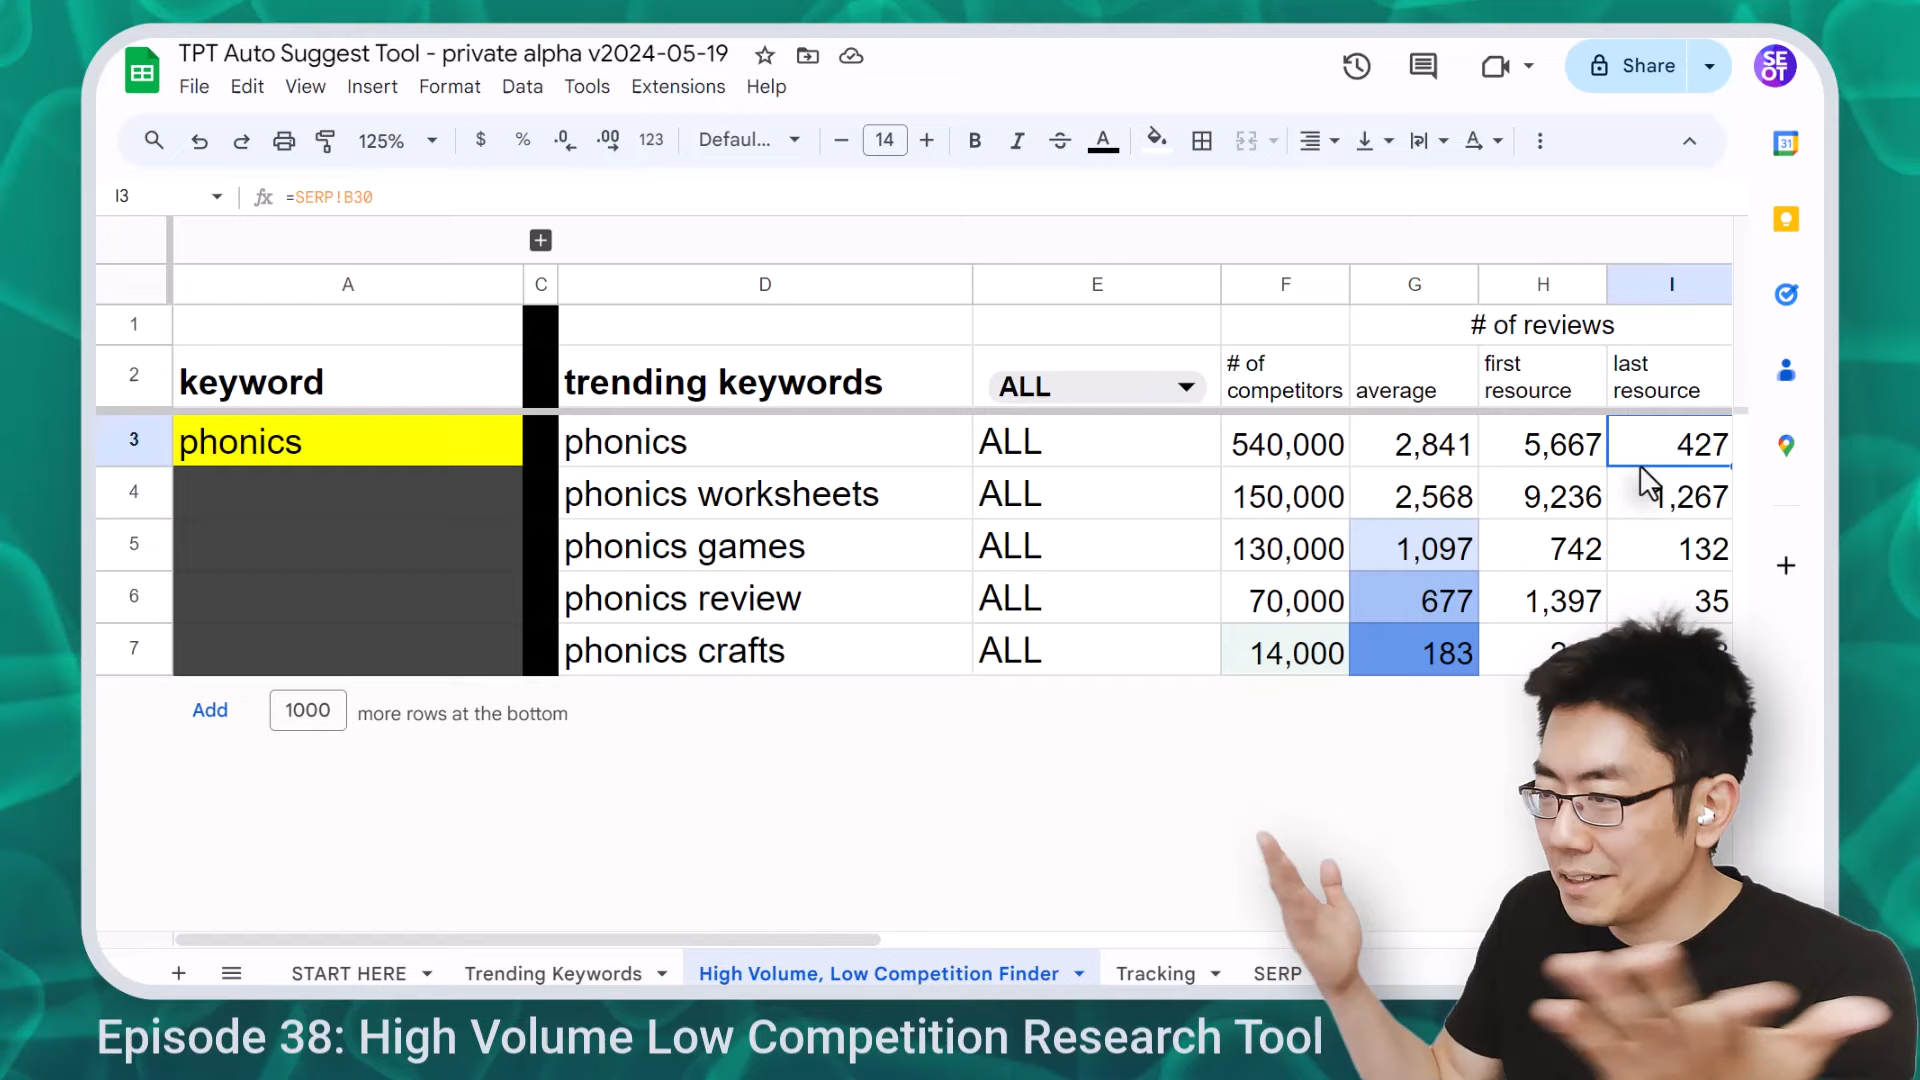 TPT Auto Suggest Tool - private alpha v2024-05-19
File Edit View Insert Format Data Tools Extensions Help
Share
SE
OT
125% $ % .0 .00 123 Defaul... 14 B I A
31
I3 fx =SERP!B30
A C D E F G H I
1 # of reviews
2 keyword trending keywords ALL # of competitors average first resource last resource
3 phonics phonics ALL 540,000 2,841 5,667 427
4 phonics worksheets ALL 150,000 2,568 9,236 1,267
5 phonics games ALL 130,000 1,097 742 132
6 phonics review ALL 70,000 677 1,397 35
7 phonics crafts ALL 14,000 183
Add 1000 more rows at the bottom
START HERE Trending Keywords High Volume, Low Competition Finder Tracking SERP
Episode 38: High Volume Low Competition Research Tool